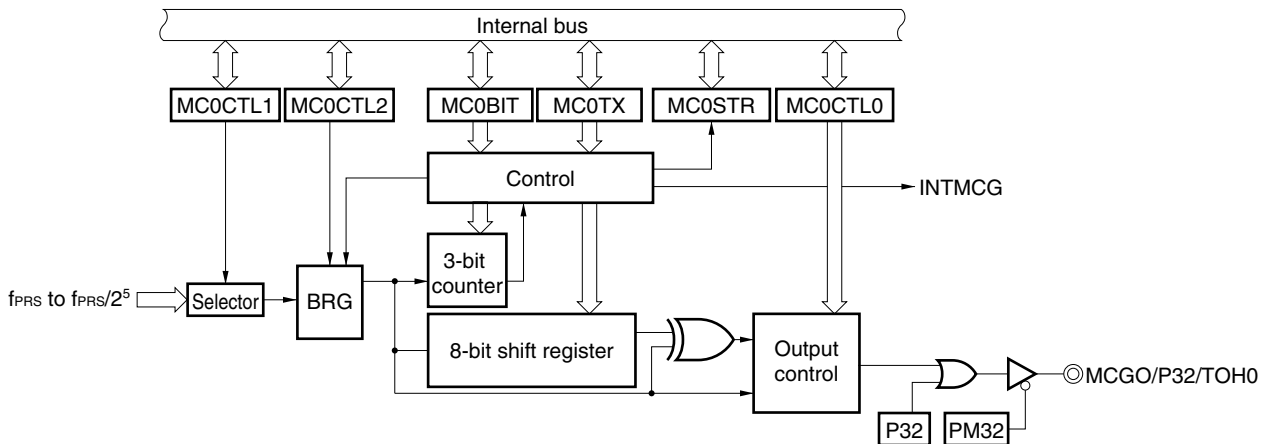 Internal bus
MC0CTL1
MC0CTL2
MC0BIT
MC0TX
MC0STR
MC0CTL0
Control
INTMCG
3-bit
counter
fPRS to fPRS/2⁵
Selector
BRG
8-bit shift register
Output
control
MCGO/P32/TOH0
P32
PM32